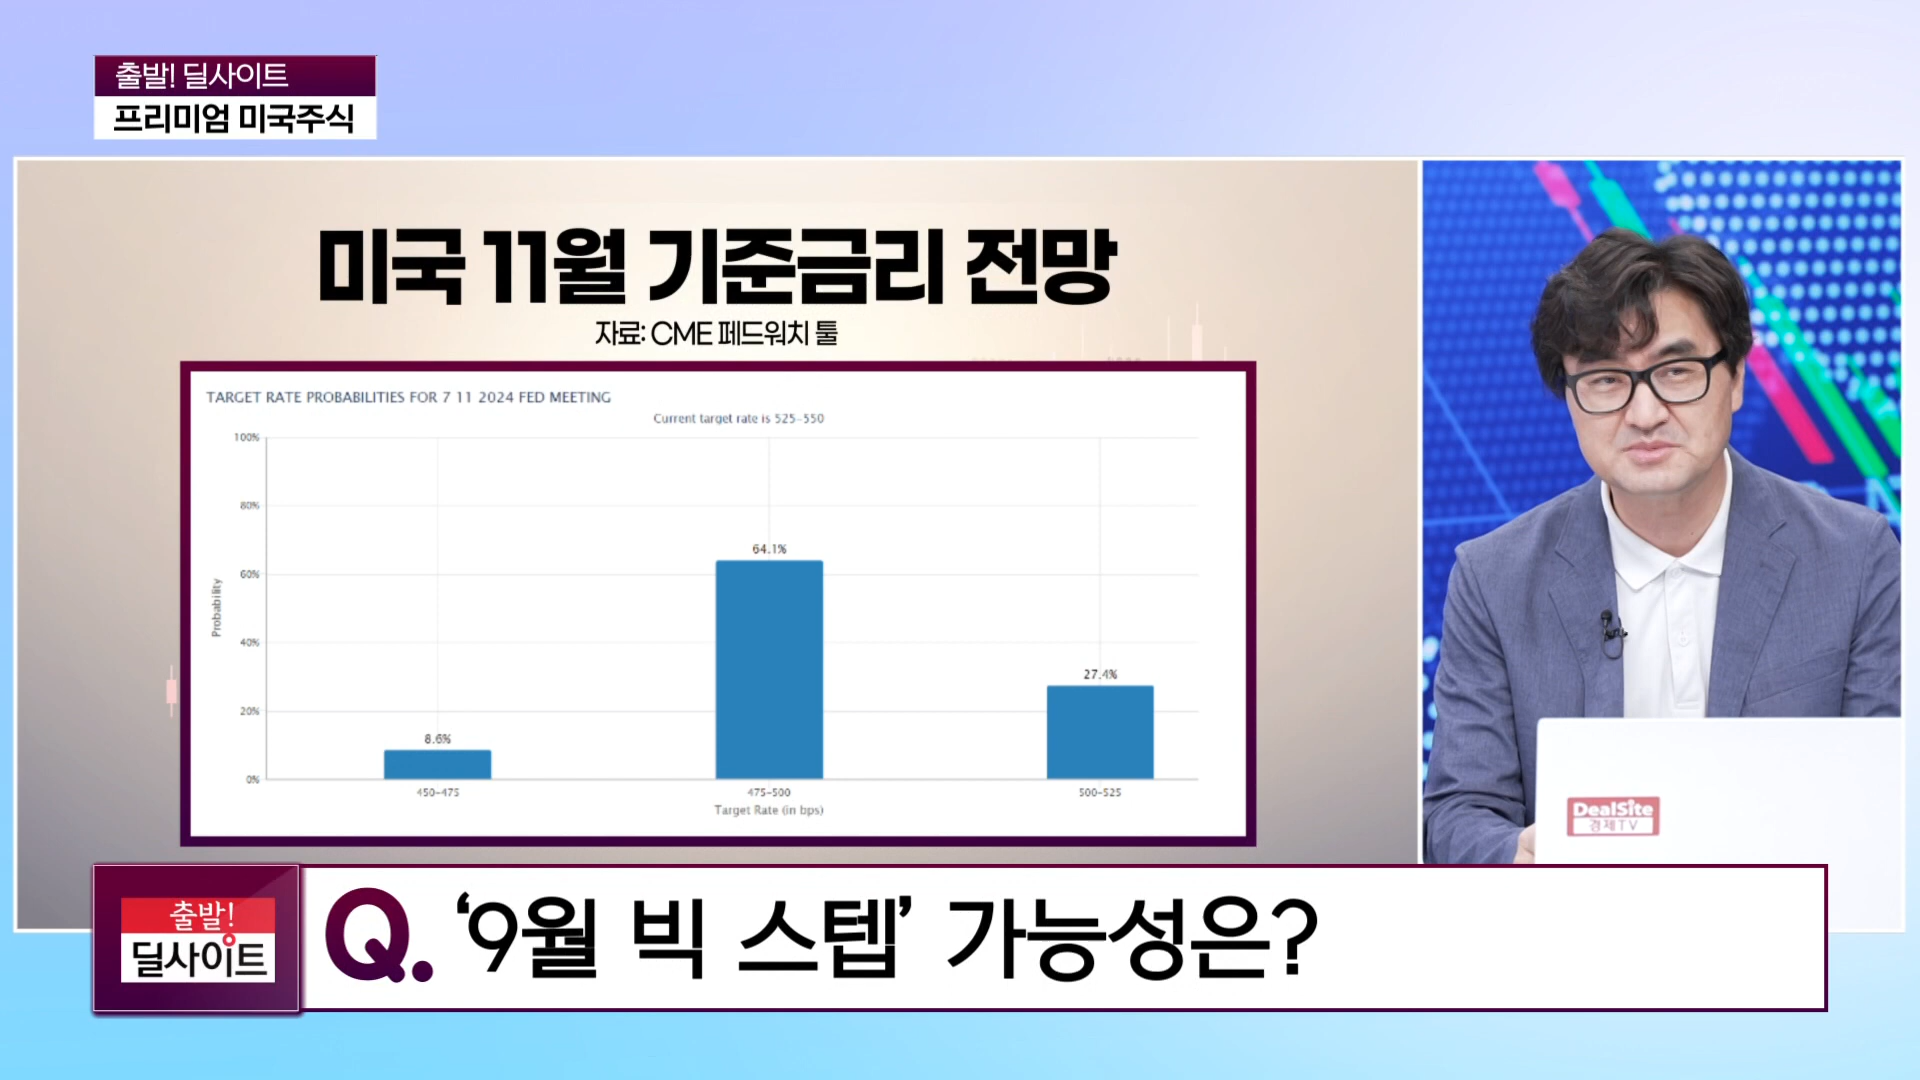 출발! 딜사이트
프리미엄 미국주식
미국 11월 기준금리 전망
자료: CME 페드워치 툴
TARGET RATE PROBABILITIES FOR 7 11 2024 FED MEETING
Current target rate is 525-550
100%
80%
60%
40%
20%
0%
Probability
8.6%
64.1%
27.4%
450-475
475-500
500-525
Target Rate (in bps)
DealSite
경제TV
출발!
딜사이트
Q. ‘9월 빅 스텝’ 가능성은?